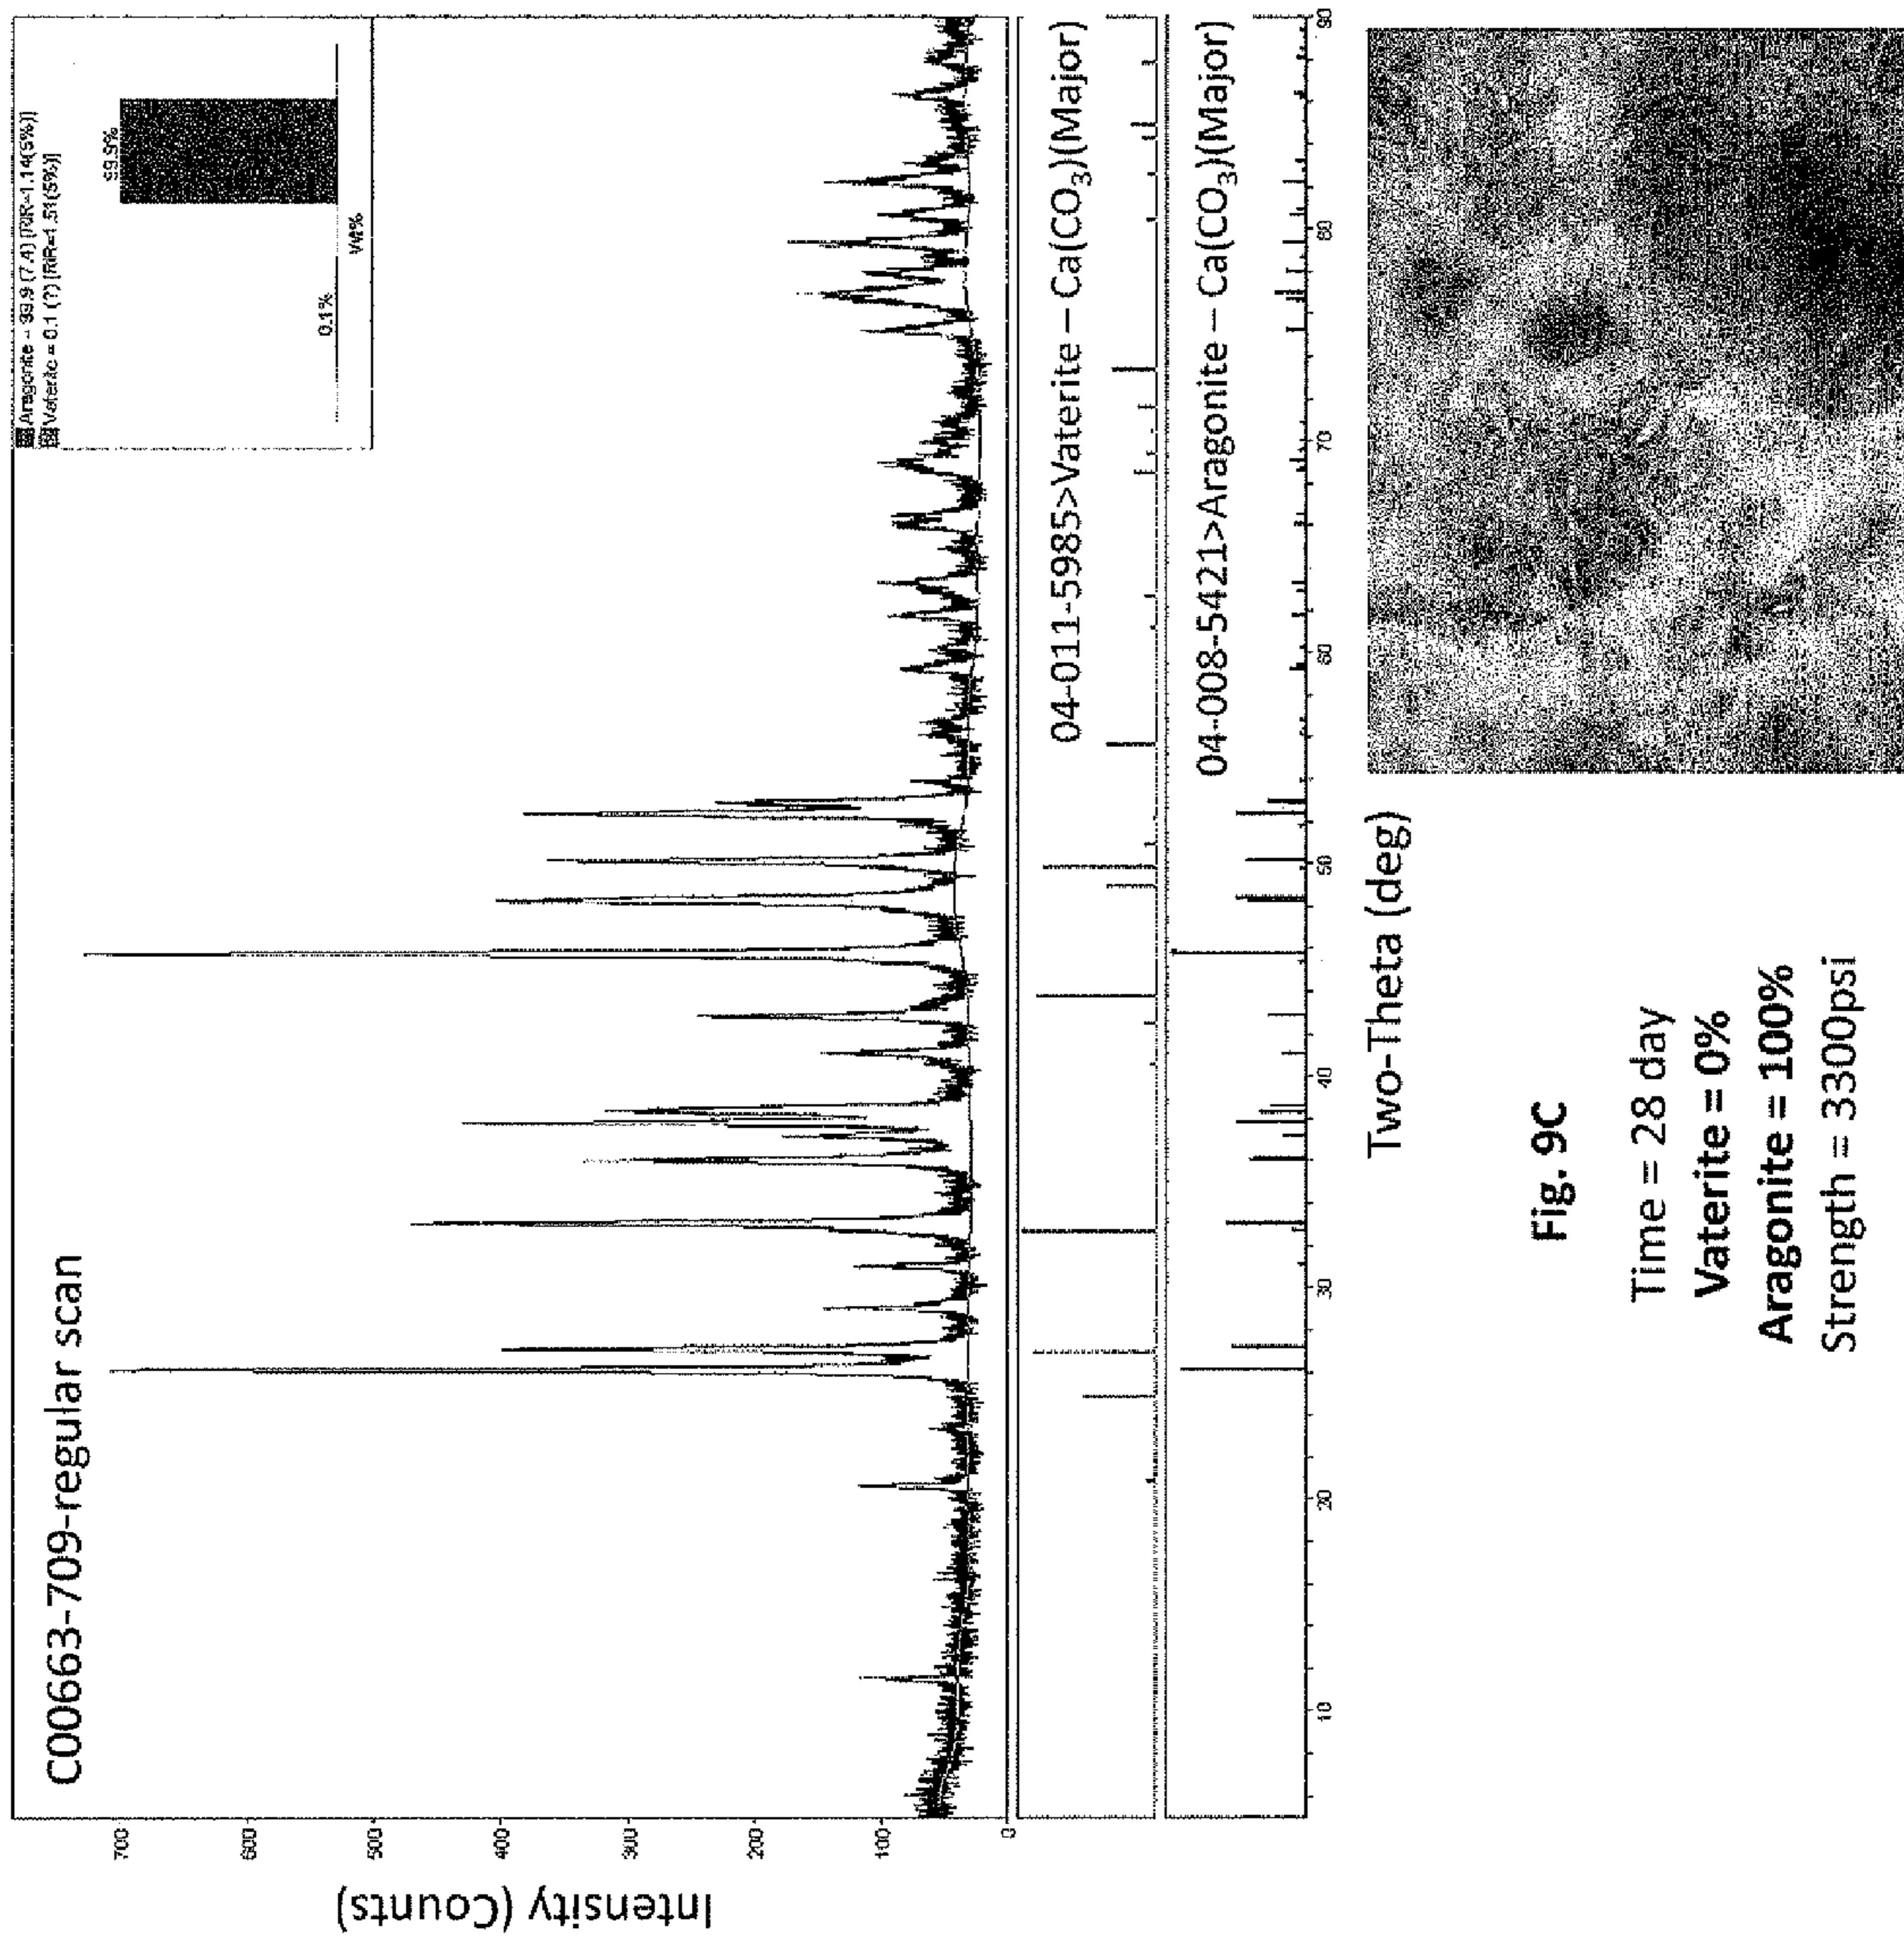 C00663-709-regular scan
Aragonite - 99.9 (7.4) [RIR=1.14(5%)]
Vaterite = 0.1 (?) [RIR=1.51(5%)]
99.9%
0.1%
Wt%
Intensity (Counts)
700
600
500
400
300
200
100
0
04-011-5985>Vaterite – Ca(CO₃)(Major)
04-008-5421>Aragonite – Ca(CO₃)(Major)
10
20
30
40
50
60
70
80
90
Two-Theta (deg)
Fig. 9C
Time = 28 day
Vaterite = 0%
Aragonite = 100%
Strength = 3300psi